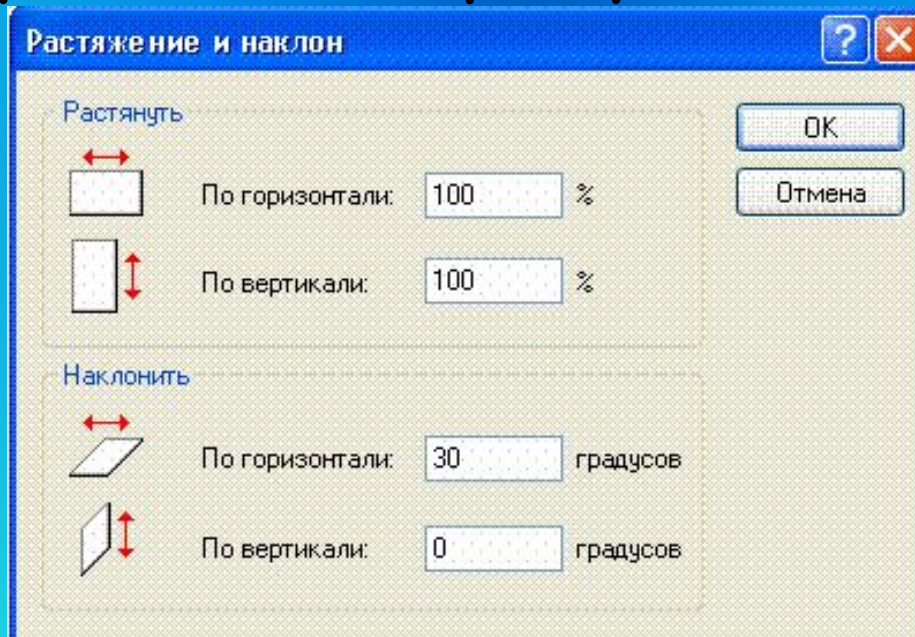 Растяжение и наклон
Растянуть
По горизонтали: 100 %
По вертикали: 100 %
OK
Отмена
Наклонить
По горизонтали: 30 градусов
По вертикали: 0 градусов